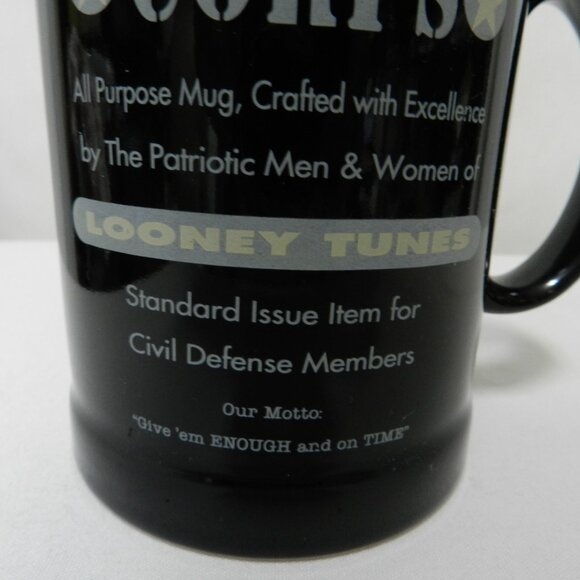 All Purpose Mug, Crafted with Excellence
by The Patriotic Men & Women of
LOONEY TUNES
Standard Issue Item for
Civil Defense Members
Our Motto:
"Give 'em ENOUGH and on TIME"